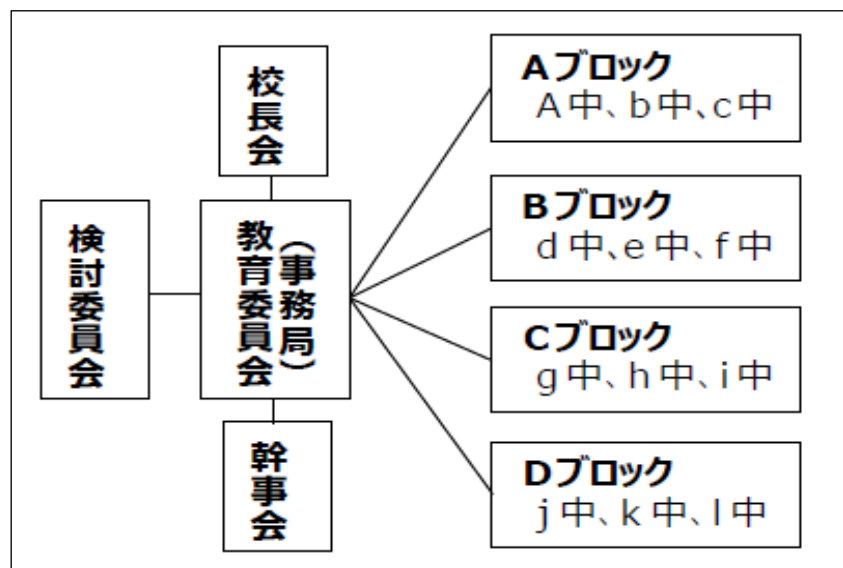 校長会
検討委員会
教育委員会
(事務局)
幹事会
Aブロック
A中、b中、c中
Bブロック
d中、e中、f中
Cブロック
g中、h中、i中
Dブロック
j中、k中、l中